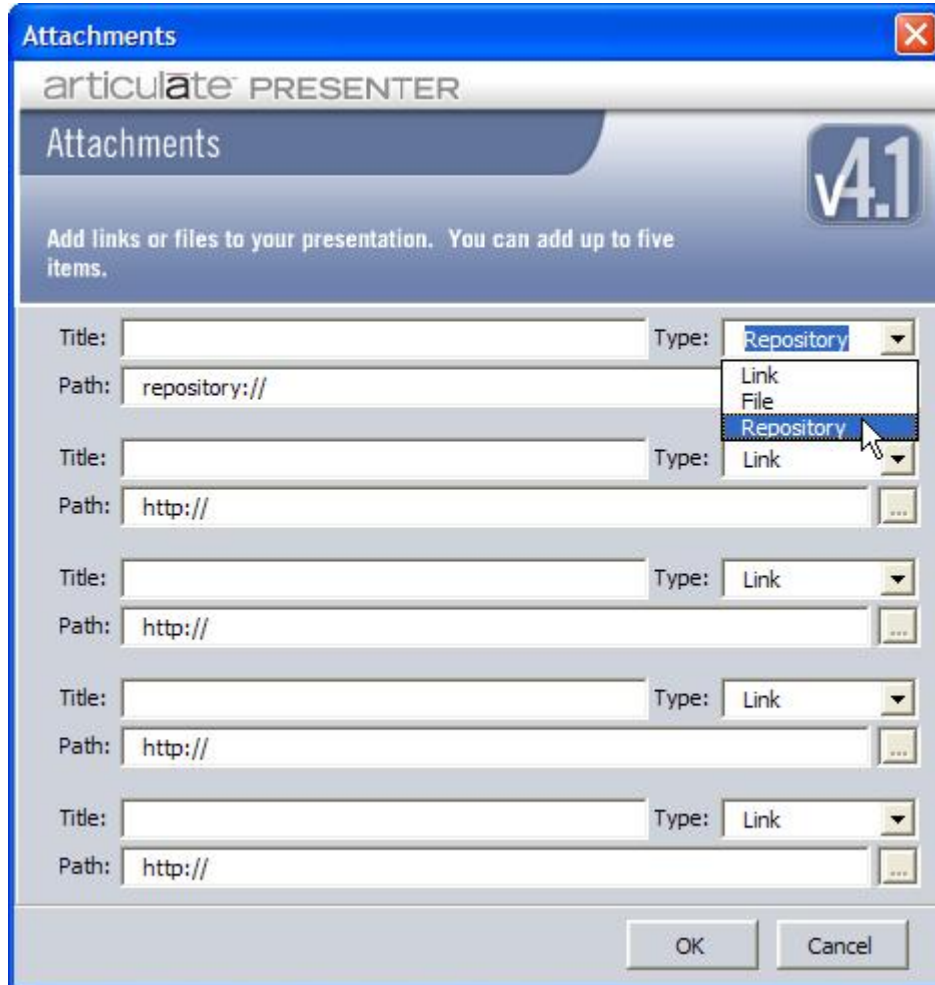 Attachments
articulate PRESENTER
Attachments
v4.1
Add links or files to your presentation. You can add up to five
items.
Title: Type: Repository
Path: repository://
Link
File
Repository
Title: Type: Link
Path: http:// ...
Title: Type: Link
Path: http:// ...
Title: Type: Link
Path: http:// ...
Title: Type: Link
Path: http:// ...
OK Cancel